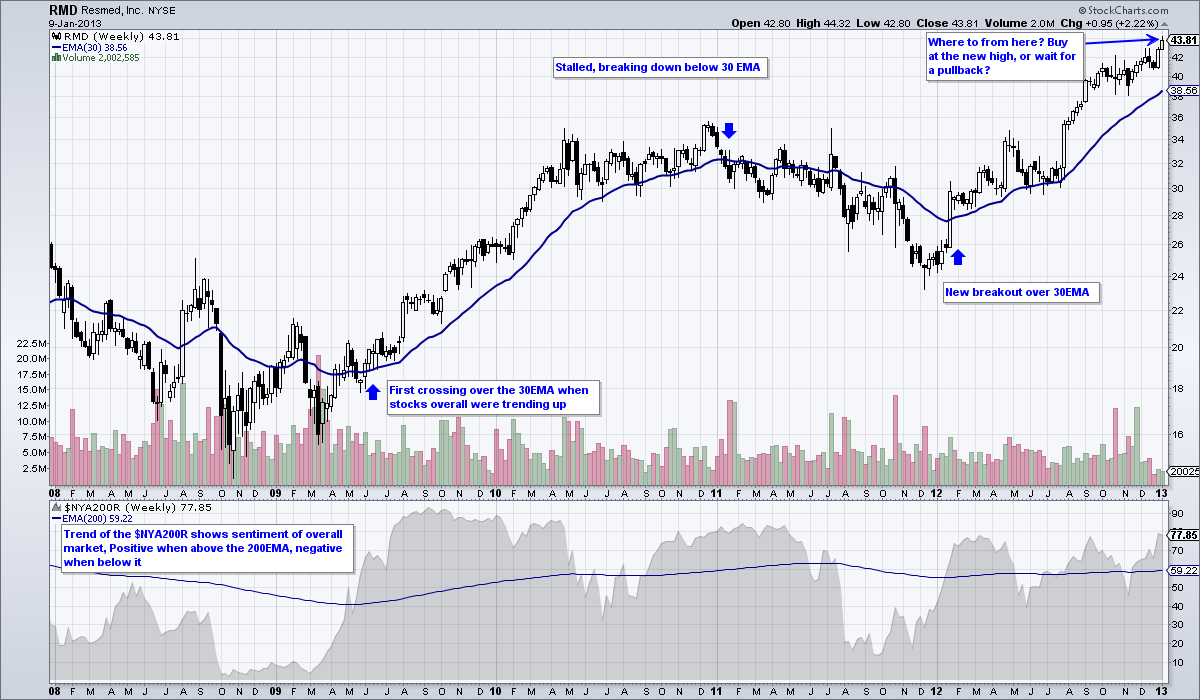 RMD Resmed, Inc. NYSE
© StockCharts.com
9-Jan-2013
Open 42.80 High 44.32 Low 42.80 Close 43.81 Volume 2.0M Chg +0.95 (+2.22%)
RMD (Weekly) 43.81
EMA(30) 38.56
Volume 2,002,585
Where to from here? Buy
at the new high, or wait for
a pullback?
Stalled, breaking down below 30 EMA
New breakout over 30EMA
First crossing over the 30EMA when
stocks overall were trending up
43.81
42
40
38.56
38
36
34
32
30
28
26
24
22
20
18
16
20025
22.5M
20.0M
17.5M
15.0M
12.5M
10.0M
7.5M
5.0M
2.5M
08 F M A M J J A S O N D 09 F M A M J J A S O N D 10 F M A M J J A S O N D 11 F M A M J J A S O N D 12 F M A M J J A S O N D 13
$NYA200R (Weekly) 77.85
EMA(200) 59.22
Trend of the $NYA200R shows sentiment of overall
market, Positive when above the 200EMA, negative
when below it
90
77.85
70
59.22
50
40
30
20
10
08 F M A M J J A S O N D 09 F M A M J J A S O N D 10 F M A M J J A S O N D 11 F M A M J J A S O N D 12 F M A M J J A S O N D 13